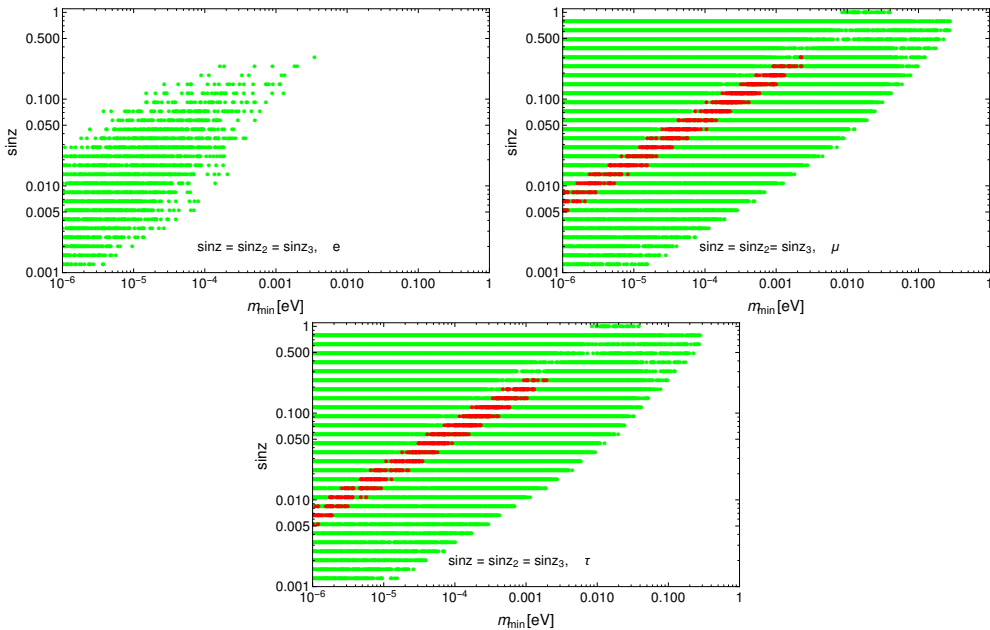 1
0.500
0.100
0.050
0.010
0.005
0.001
sinz
sinz = sinz₂ = sinz₃, e
10⁻⁶ 10⁻⁵ 10⁻⁴ 0.001 0.010 0.100 1
mmin [eV]
1
0.500
0.100
0.050
0.010
0.005
0.001
sinz
sinz = sinz₂= sinz₃, μ
10⁻⁶ 10⁻⁵ 10⁻⁴ 0.001 0.010 0.100 1
mmin [eV]
1
0.500
0.100
0.050
0.010
0.005
0.001
sinz
sinz = sinz₂ = sinz₃, τ
10⁻⁶ 10⁻⁵ 10⁻⁴ 0.001 0.010 0.100 1
mmin [eV]